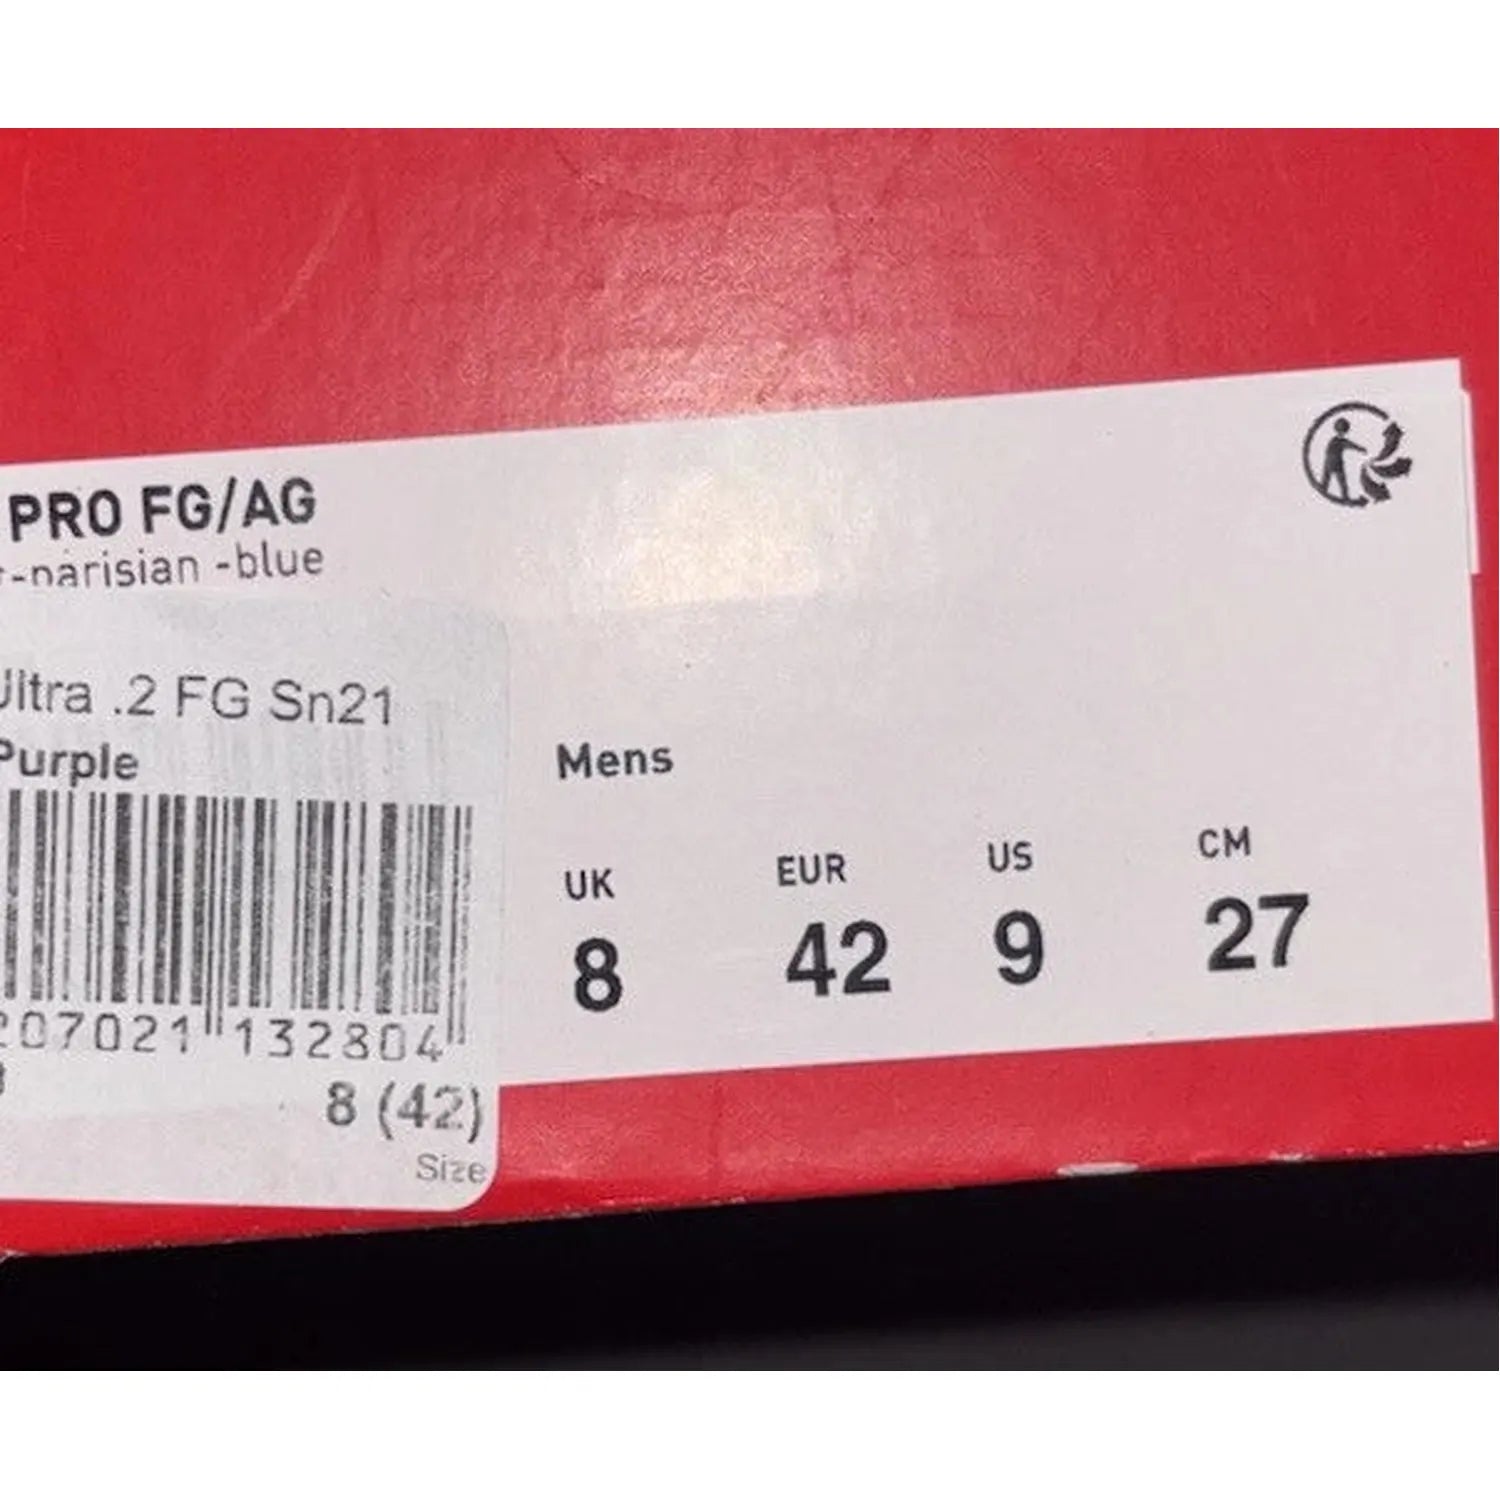 PRO FG/AG
-parisian -blue
Ultra .2 FG Sn21
Purple
207021 132804
8 (42)
Size
Mens
UK EUR US CM
8 42 9 27